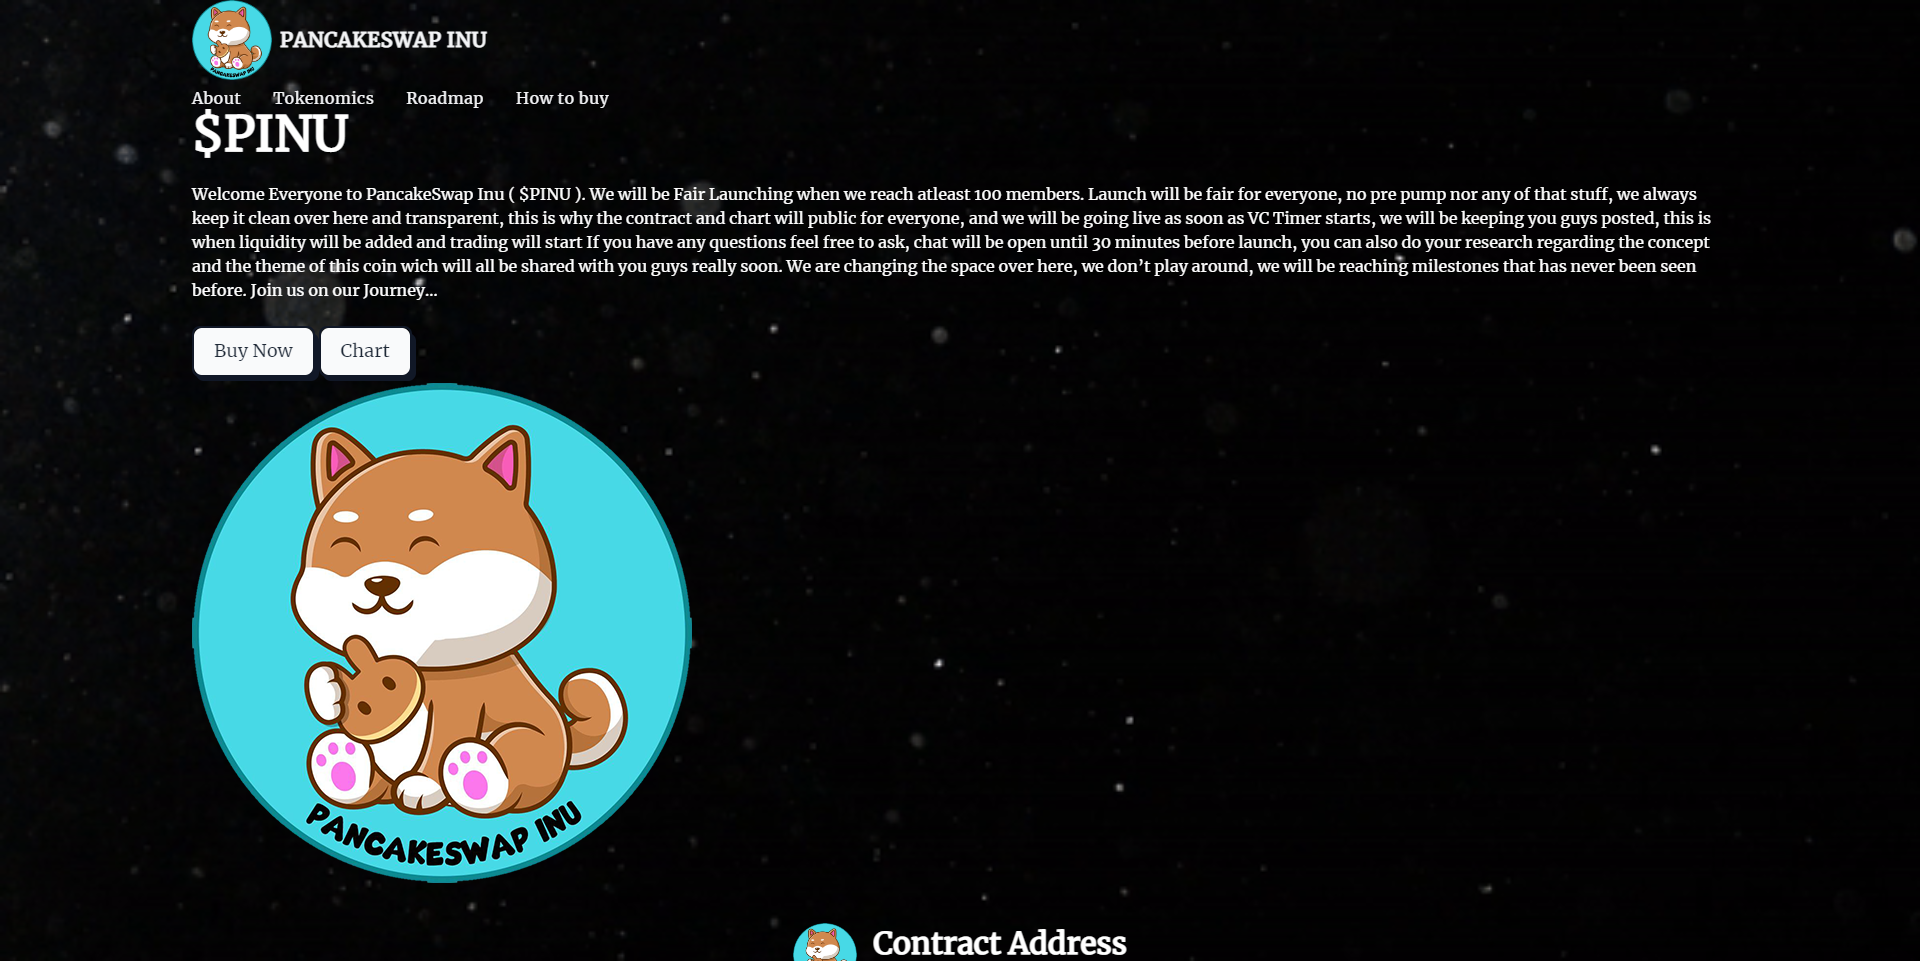 PANCAKESWAP INU
PANCAKESWAP INU
About Tokenomics Roadmap How to buy
$PINU
Welcome Everyone to PancakeSwap Inu ( $PINU ). We will be Fair Launching when we reach atleast 100 members. Launch will be fair for everyone, no pre pump nor any of that stuff, we always
keep it clean over here and transparent, this is why the contract and chart will public for everyone, and we will be going live as soon as VC Timer starts, we will be keeping you guys posted, this is
when liquidity will be added and trading will start If you have any questions feel free to ask, chat will be open until 30 minutes before launch, you can also do your research regarding the concept
and the theme of this coin wich will all be shared with you guys really soon. We are changing the space over here, we don’t play around, we will be reaching milestones that has never been seen
before. Join us on our Journey...
Buy Now Chart
PANCAKESWAP INU
Contract Address